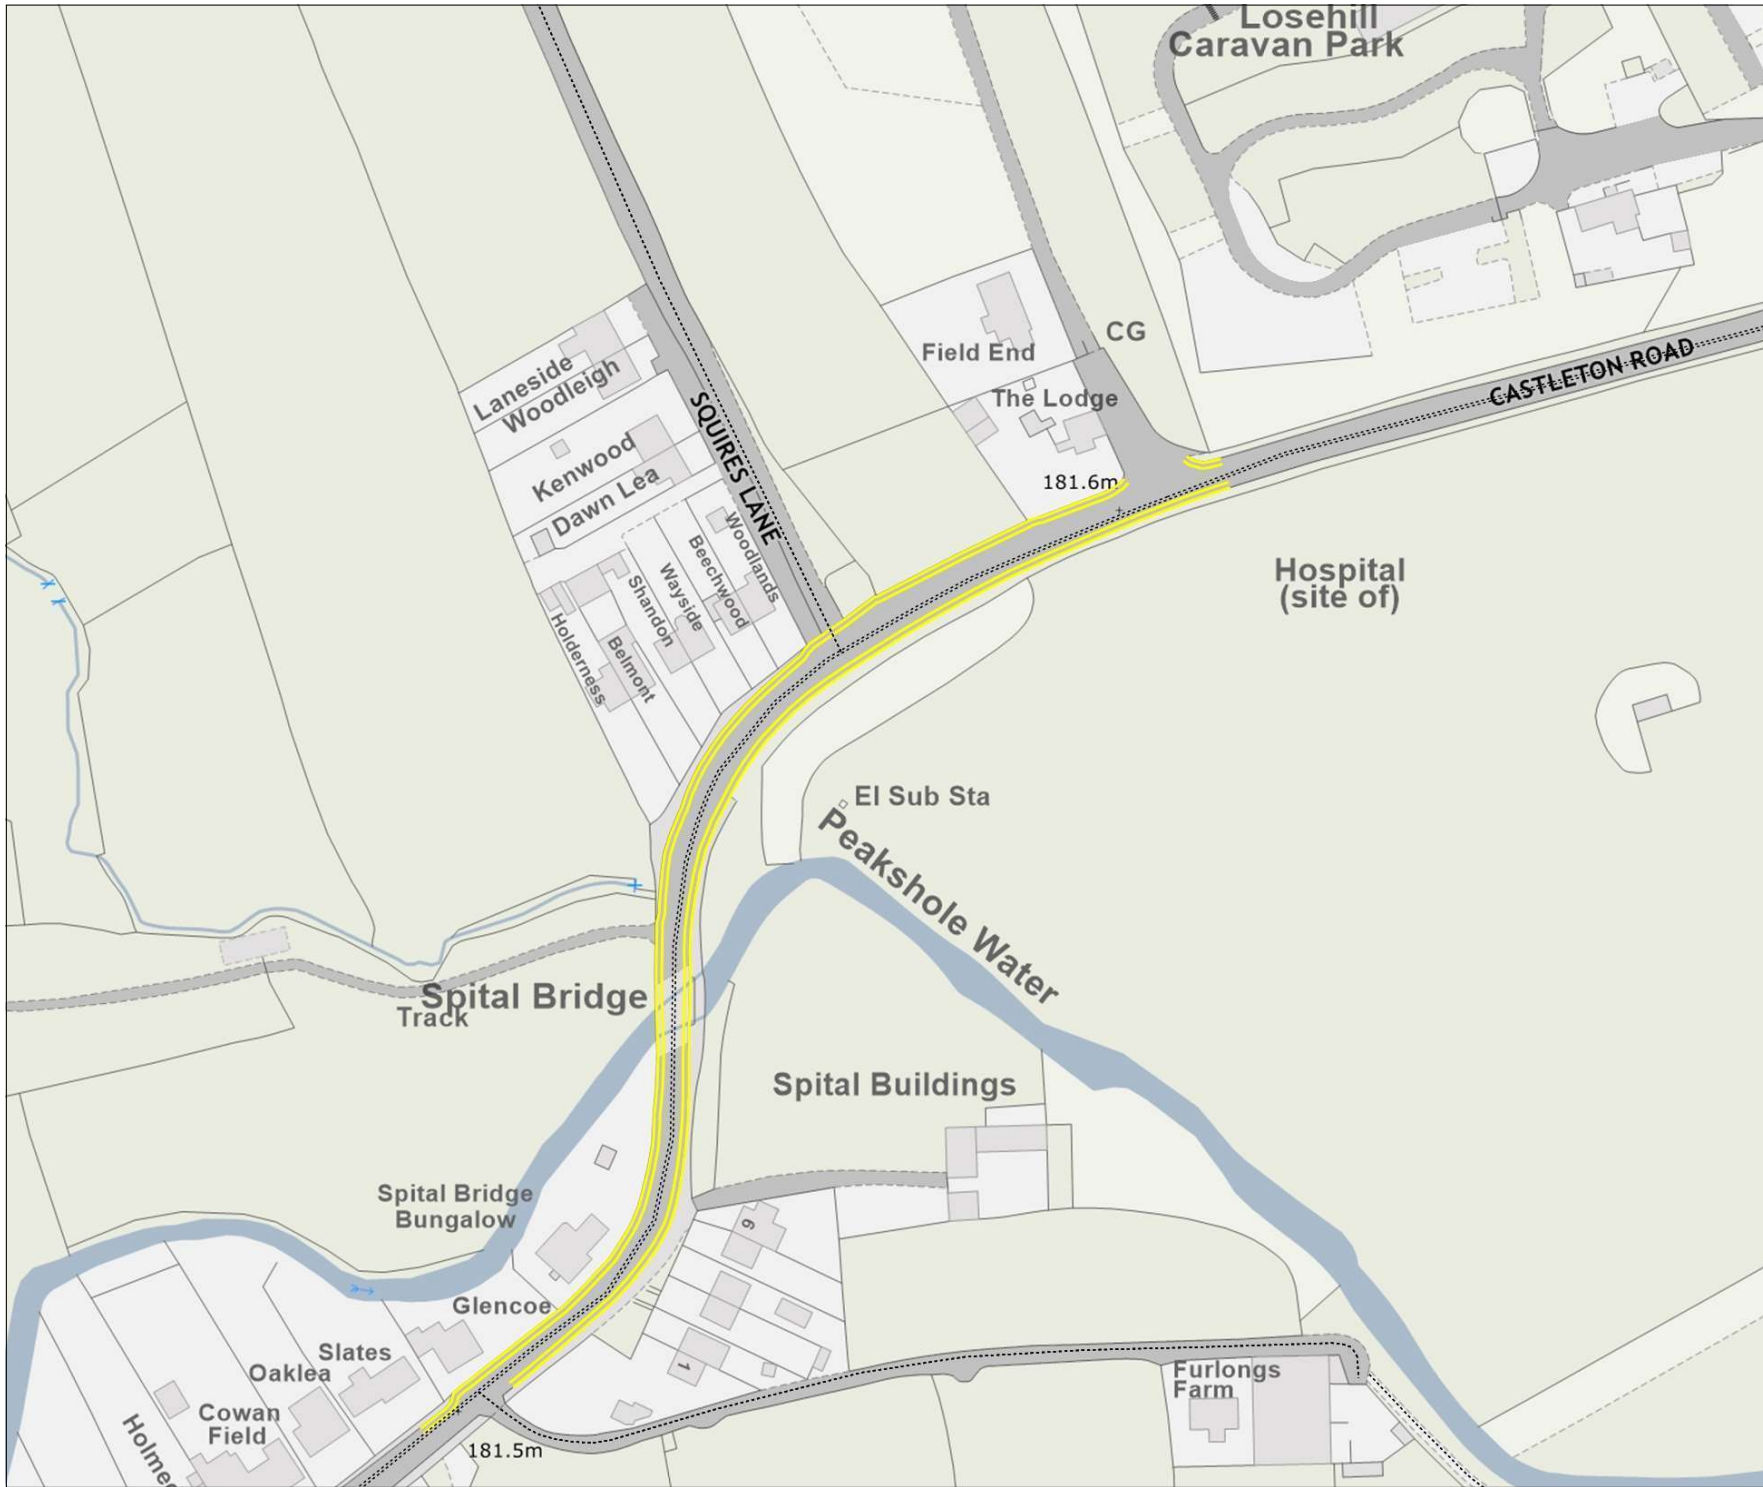 Losehill
Caravan Park
CG
Field End
The Lodge
CASTLETON ROAD
Laneside
Woodleigh
Kenwood
Dawn Lea
SQUIRES LANE
181.6m
Woodlands
Beechwood
Wayside
Shandon
Belmont
Holderness
Hospital
(site of)
El Sub Sta
Peakshole Water
Spital Bridge
Track
Spital Buildings
Spital Bridge
Bungalow
6
Glencoe
Slates
Oaklea
1
Furlongs
Farm
Cowan
Field
181.5m